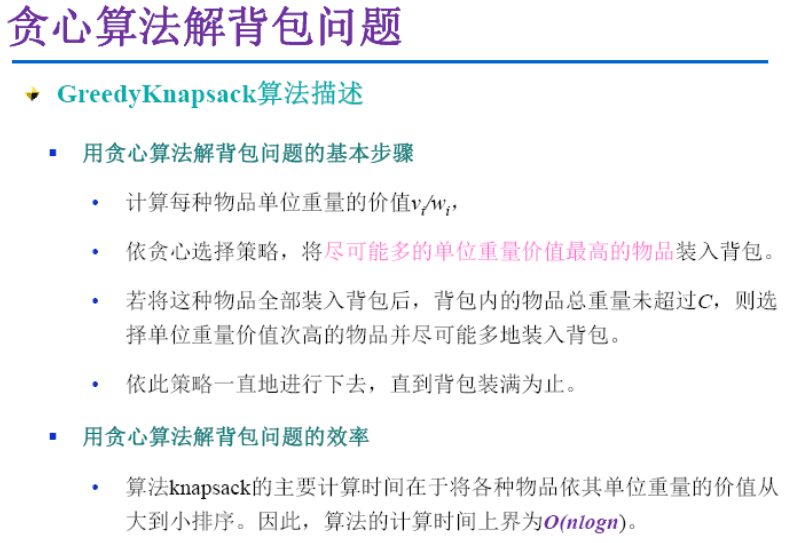 贪心算法解背包问题
GreedyKnapsack算法描述
用贪心算法解背包问题的基本步骤
计算每种物品单位重量的价值vi/wi，
依贪心选择策略，将尽可能多的单位重量价值最高的物品装入背包。
若将这种物品全部装入背包后，背包内的物品总重量未超过C，则选
择单位重量价值次高的物品并尽可能多地装入背包。
依此策略一直地进行下去，直到背包装满为止。
用贪心算法解背包问题的效率
算法knapsack的主要计算时间在于将各种物品依其单位重量的价值从
大到小排序。因此，算法的计算时间上界为O(nlogn)。